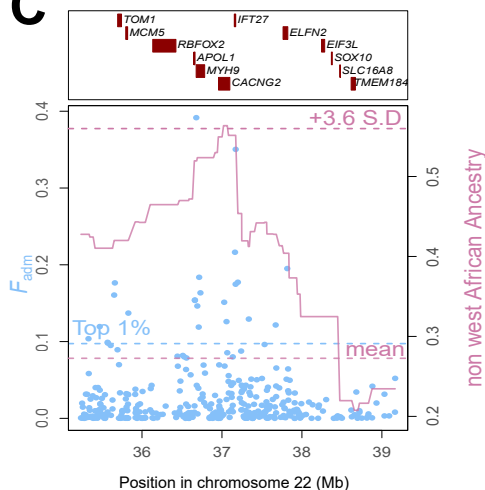 C
TOM1 IFT27
MCM5 ELFN2
RBFOX2 EIF3L
APOL1 SOX10
MYH9 SLC16A8
CACNG2 TMEM184
+3.6 S.D
Top 1%
mean
0.4
0.3
0.2
0.1
0.0
Fadm
0.5
0.4
0.3
0.2
non west African Ancestry
36 37 38 39
Position in chromosome 22 (Mb)